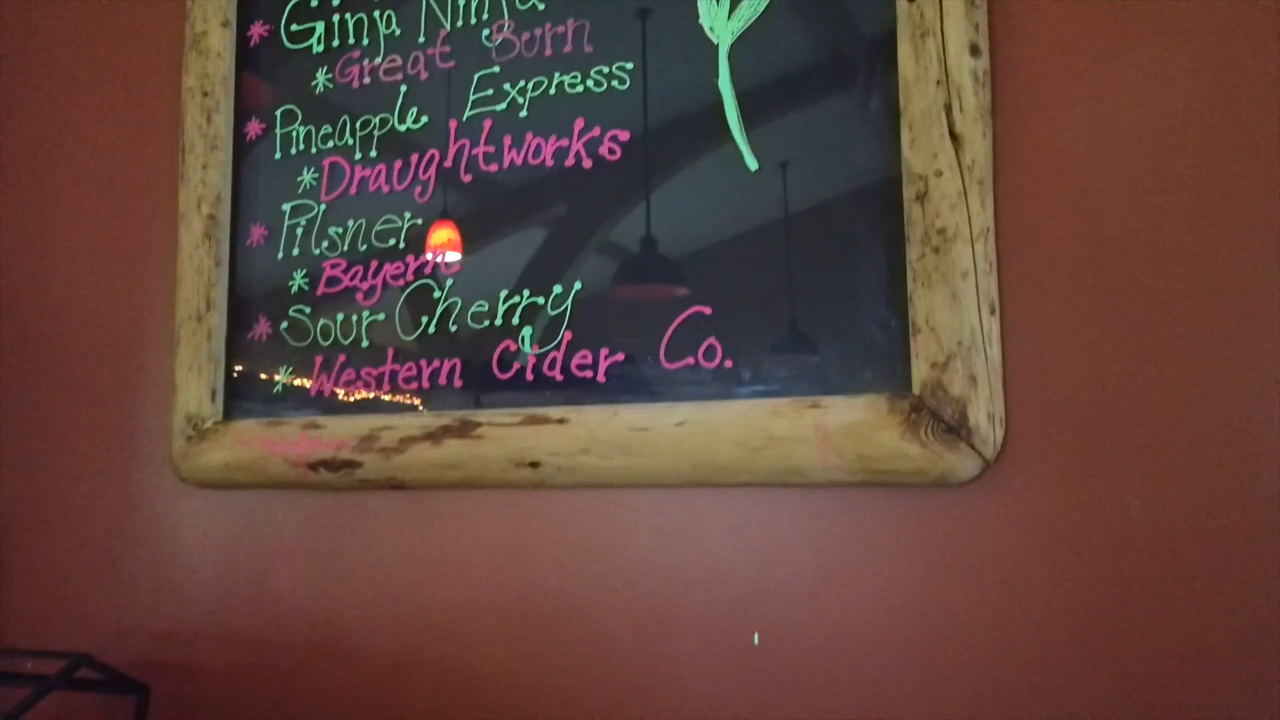 * Ginja Ninja
* Great Burn
* Pineapple Express
* Draughtworks
* Pilsner
* Bayern
* Sour Cherry
* Western Cider Co.